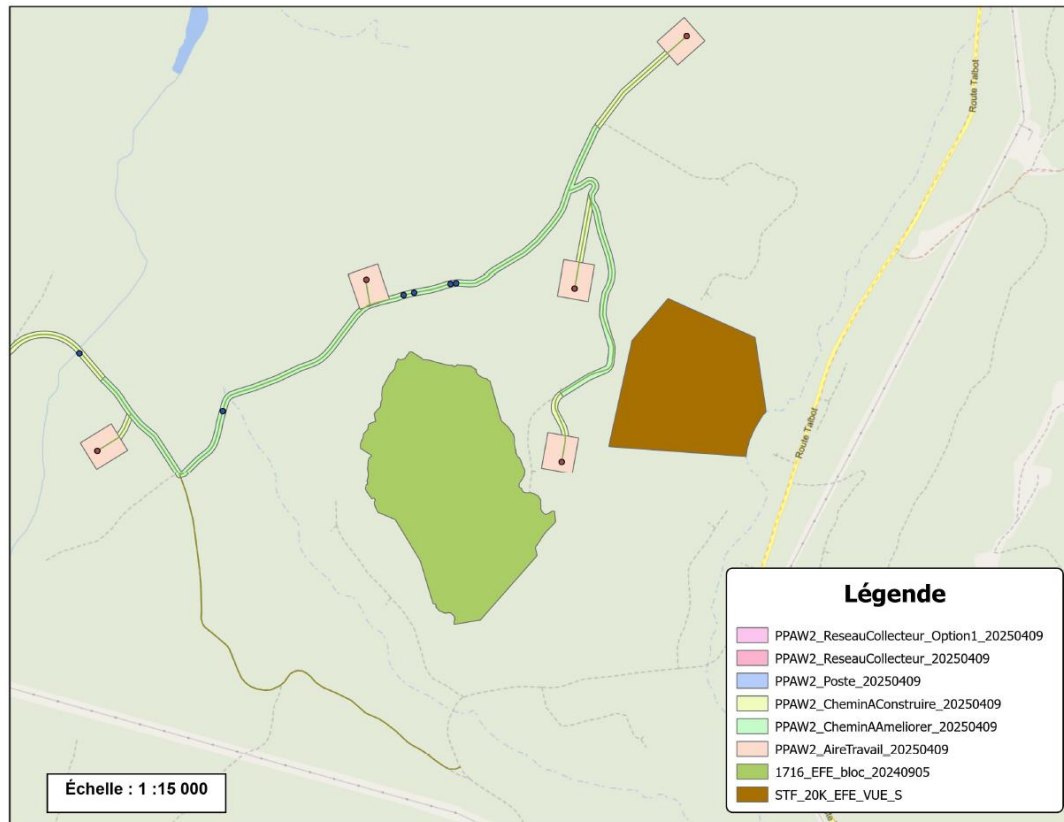 Route Talbot
Route Talbot
Légende
PPAW2_ReseauCollecteur_Option1_20250409
PPAW2_ReseauCollecteur_20250409
PPAW2_Poste_20250409
PPAW2_CheminAConstruire_20250409
PPAW2_CheminAAmeliorer_20250409
PPAW2_AireTravail_20250409
1716_EFE_bloc_20240905
STF_20K_EFE_VUE_S
Échelle : 1 :15 000